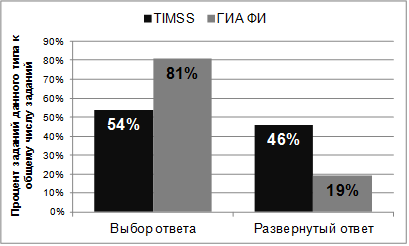 TIMSS ГИА ФИ
Процент заданий данного типа к
общему числу заданий
90%
80%
70%
60%
50%
40%
30%
20%
10%
0%
54%
81%
46%
19%
Выбор ответа
Развернутый ответ